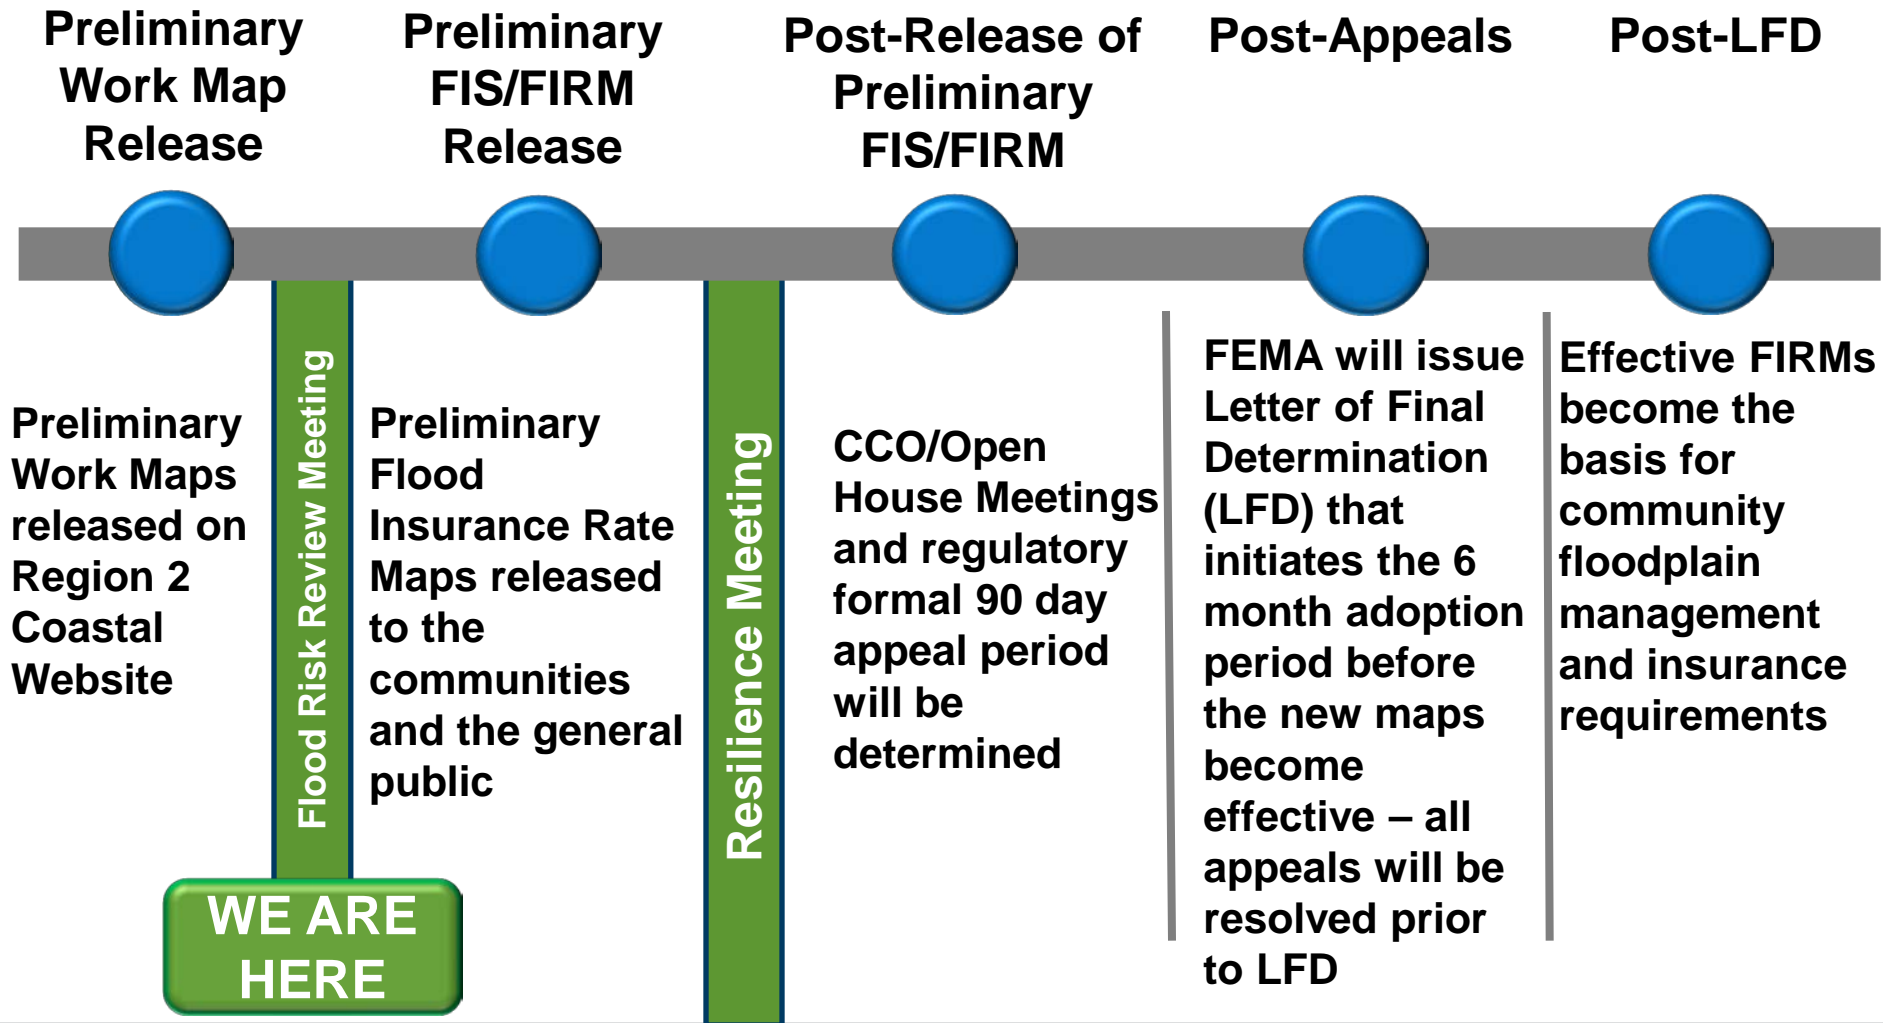 Preliminary
Work Map
Release
Preliminary
FIS/FIRM
Release
Post-Release of
Preliminary
FIS/FIRM
Post-Appeals
Post-LFD
Preliminary
Work Maps
released on
Region 2
Coastal
Website
Flood Risk Review Meeting
WE ARE
HERE
Preliminary
Flood
Insurance Rate
Maps released
to the
communities
and the general
public
Resilience Meeting
CCO/Open
House Meetings
and regulatory
formal 90 day
appeal period
will be
determined
FEMA will issue
Letter of Final
Determination
(LFD) that
initiates the 6
month adoption
period before
the new maps
become
effective – all
appeals will be
resolved prior
to LFD
Effective FIRMs
become the
basis for
community
floodplain
management
and insurance
requirements